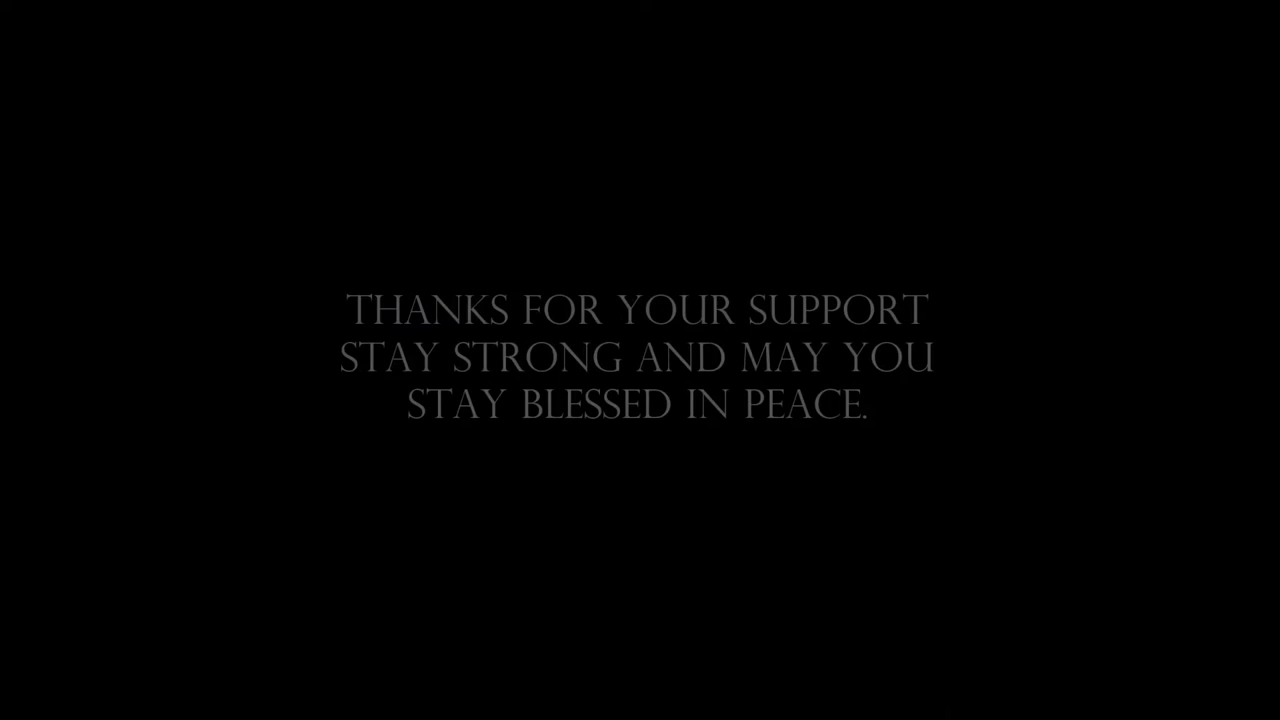 THANKS FOR YOUR SUPPORT
STAY STRONG AND MAY YOU
STAY BLESSED IN PEACE.